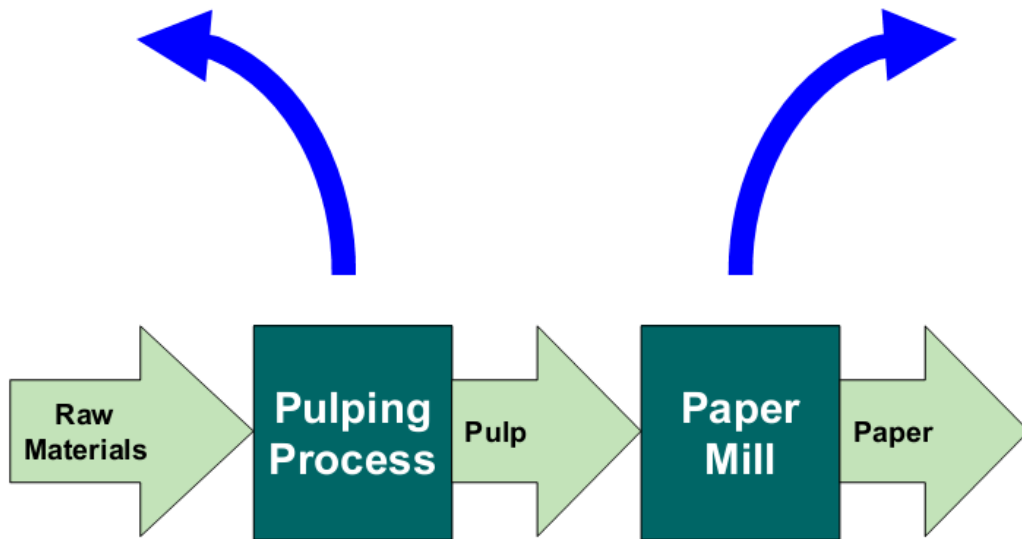 Raw
Materials
Pulping
Process
Pulp
Paper
Mill
Paper